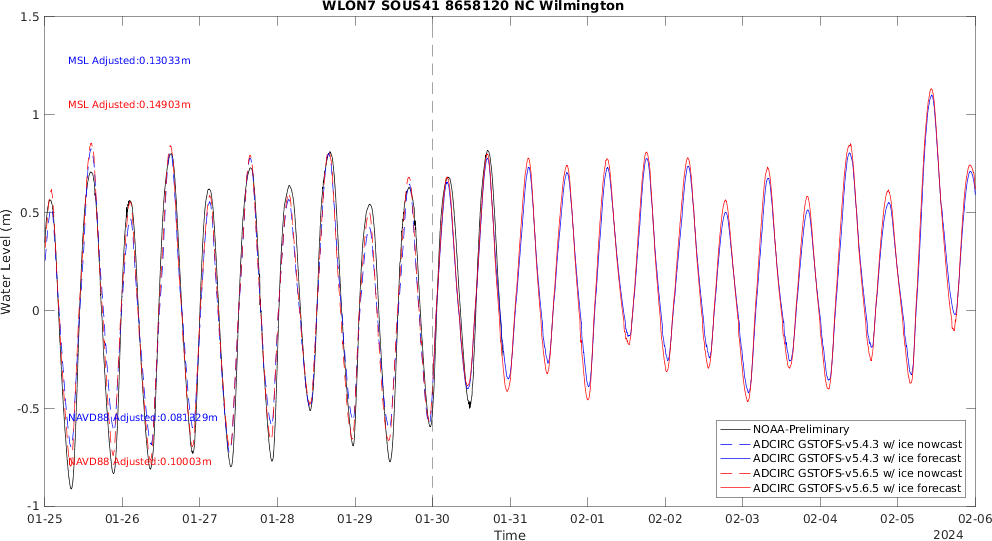 WLON7 SOUS41 8658120 NC Wilmington
1.5
MSL Adjusted:0.13033m
MSL Adjusted:0.14903m
1
0.5
Water Level (m)
0
-0.5
NAVD88 Adjusted:0.081329m
NAVD88 Adjusted:0.10003m
NOAA-Preliminary
ADCIRC GSTOFS-v5.4.3 w/ ice nowcast
ADCIRC GSTOFS-v5.4.3 w/ ice forecast
ADCIRC GSTOFS-v5.6.5 w/ ice nowcast
ADCIRC GSTOFS-v5.6.5 w/ ice forecast
-1
01-25 01-26 01-27 01-28 01-29 01-30 01-31 02-01 02-02 02-03 02-04 02-05 02-06
Time
2024